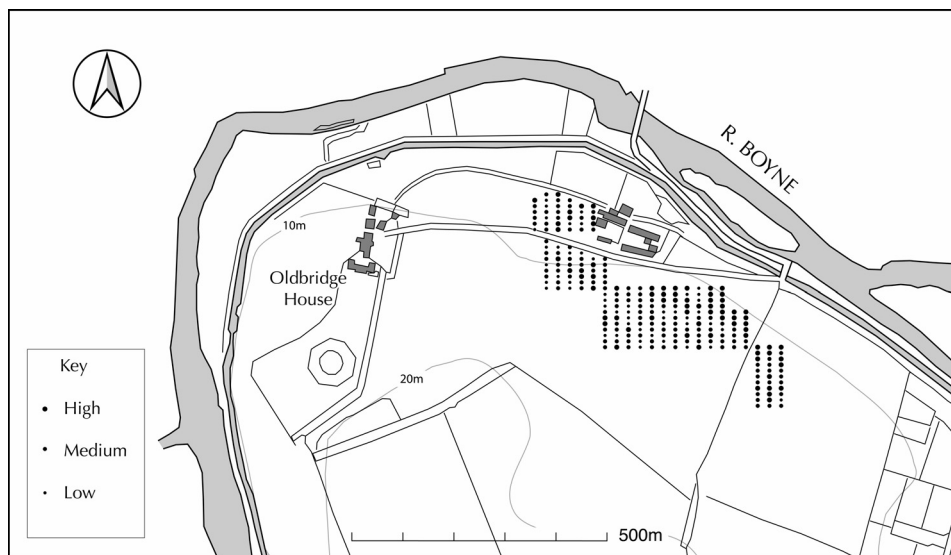 R. BOYNE
10m
Oldbridge
House
20m
Key
High
Medium
Low
500m